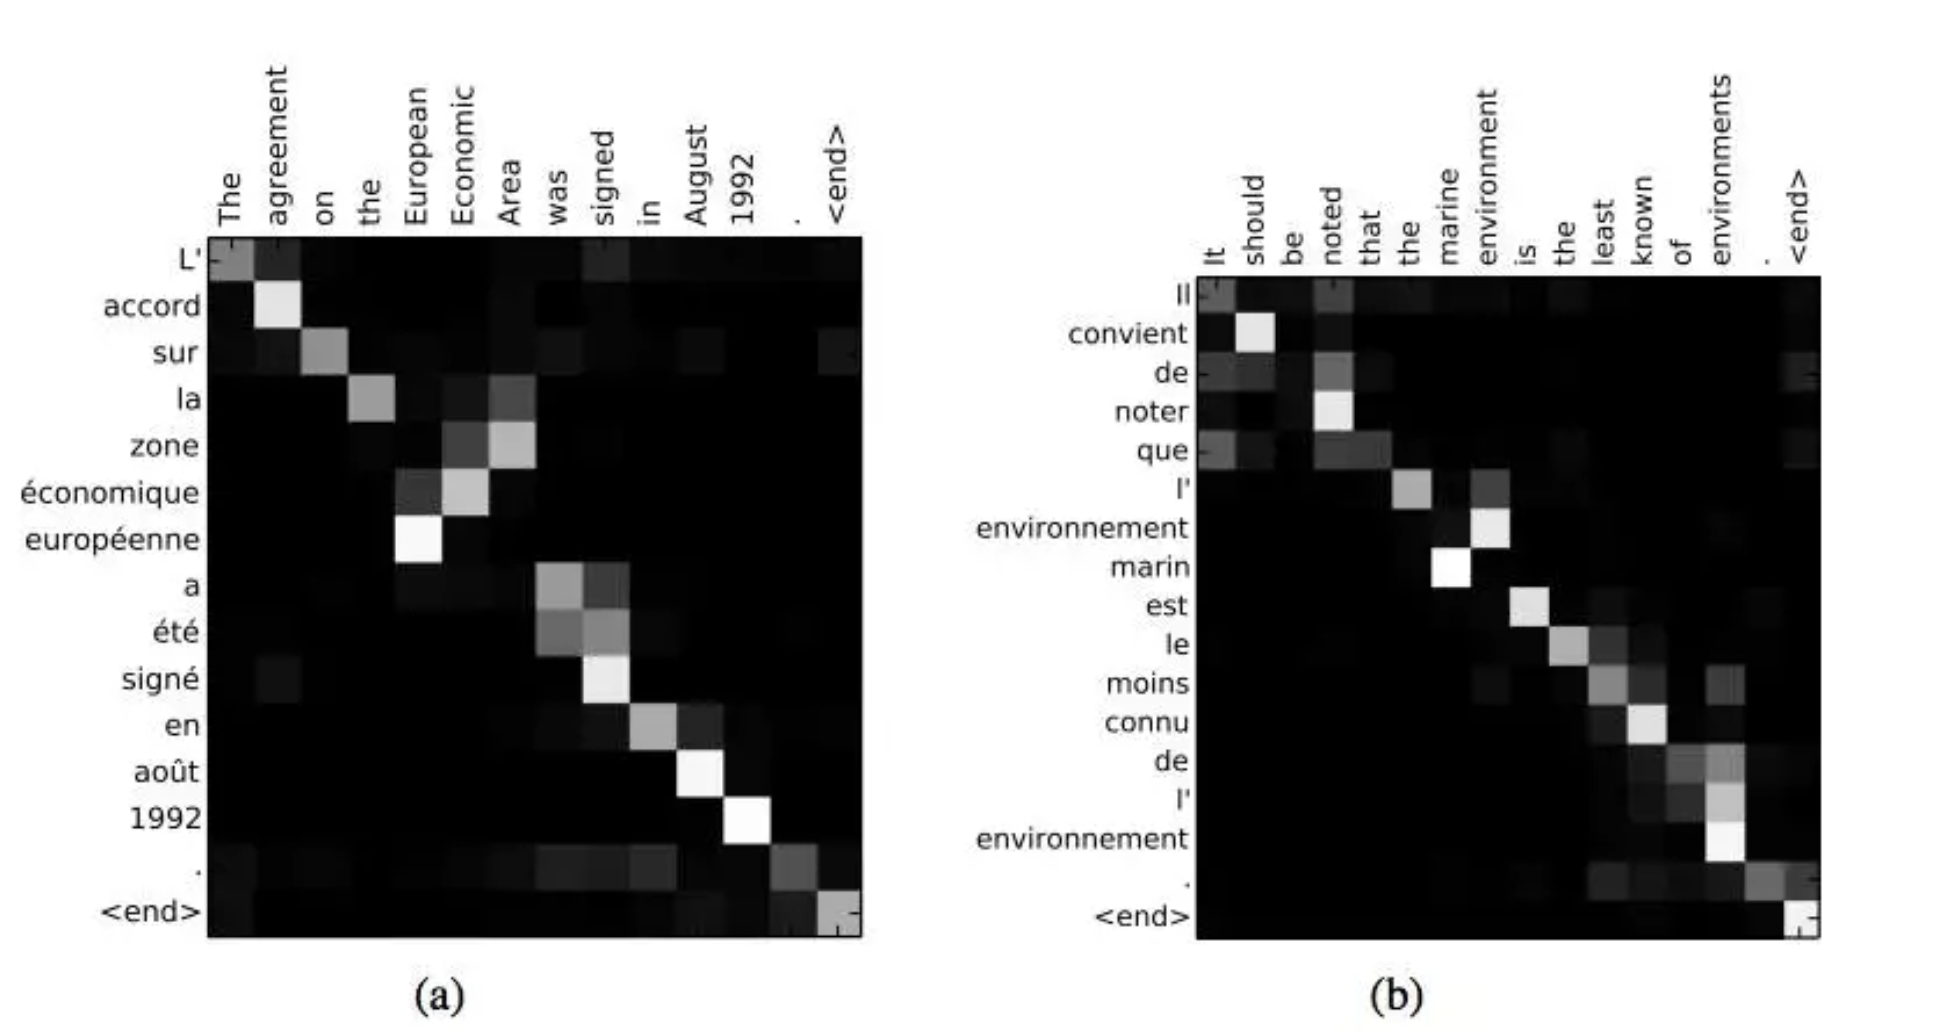 The
agreement
on
the
European
Economic
Area
was
signed
in
August
1992
.
<end>
L'
accord
sur
la
zone
économique
européenne
a
été
signé
en
août
1992
.
<end>
(a)
It
should
be
noted
that
the
marine
environment
is
the
least
known
of
environments
.
<end>
Il
convient
de
noter
que
l'
environnement
marin
est
le
moins
connu
de
l'
environnement
.
<end>
(b)